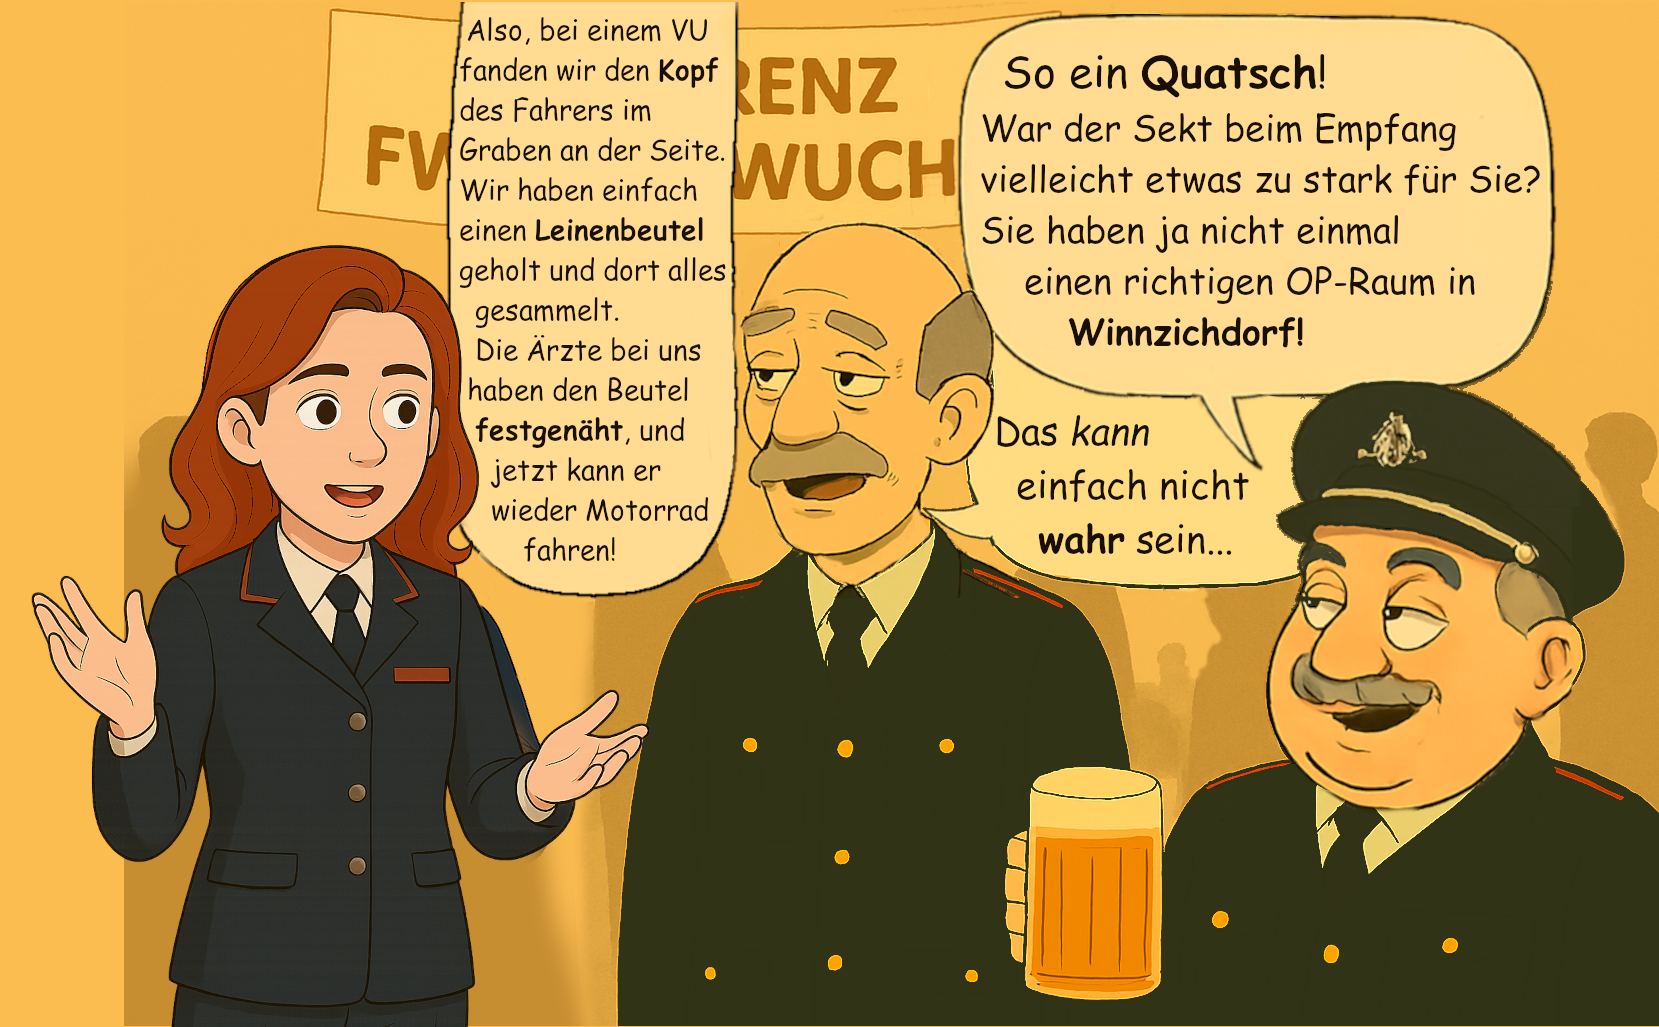 Also, bei einem VU
fanden wir den Kopf
des Fahrers im
Graben an der Seite.
Wir haben einfach
einen Leinenbeutel
geholt und dort alles
gesammelt.
Die Ärzte bei uns
haben den Beutel
festgenäht, und
jetzt kann er
wieder Motorrad
fahren!
RENZ
FW WUCH
So ein Quatsch!
War der Sekt beim Empfang
vielleicht etwas zu stark für Sie?
Sie haben ja nicht einmal
einen richtigen OP-Raum in
Winnzichdorf!
Das kann
einfach nicht
wahr sein...